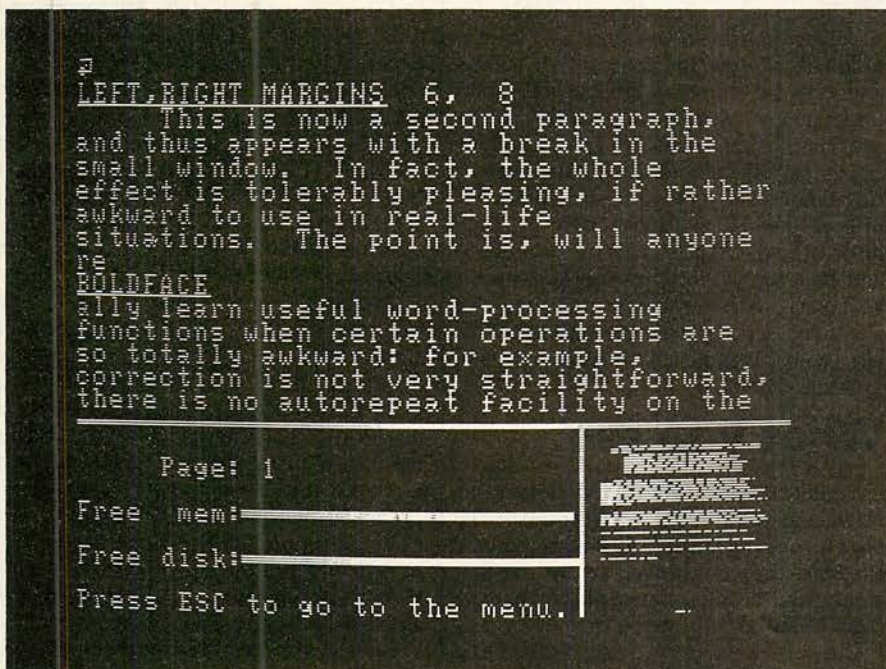 LEFT,RIGHT MARGINS 6, 8
This is now a second paragraph,
and thus appears with a break in the
small window. In fact, the whole
effect is tolerably pleasing, if rather
awkward to use in real-life
situations. The point is, will anyone
re
BOLDFACE
ally learn useful word-processing
functions when certain operations are
so totally awkward: for example,
correction is not very straightforward,
there is no autorepeat facility on the
Page: 1
Free mem:
Free disk:
Press ESC to go to the menu.